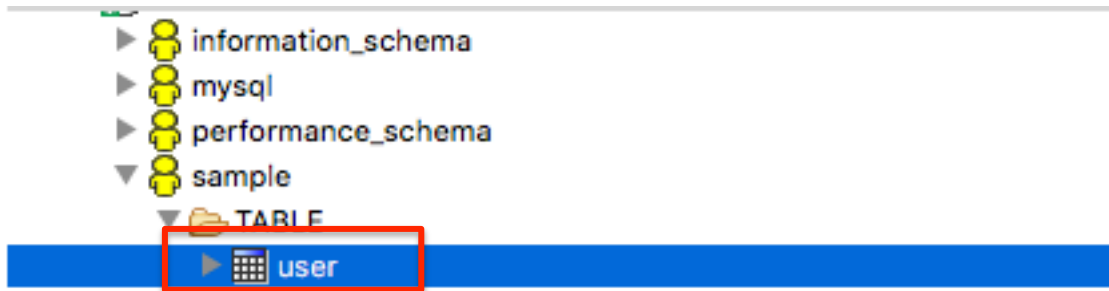 information_schema
mysql
performance_schema
sample
TABLE
user